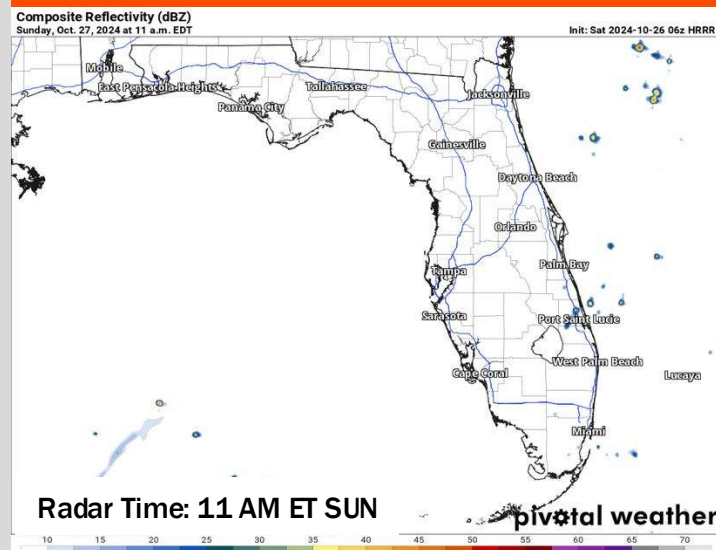 Composite Reflectivity (dBZ)
Sunday, Oct. 27, 2024 at 11 a.m. EDT Init: Sat 2024-10-26 06z HRRR
Mobile
East Pensacola Heights
Tallahassee
Jacksonville
Panama City
Gainesville
Daytona Beach
Orlando
Palm Bay
Tampa
Sarasota
Port Saint Lucie
West Palm Beach
Cape Coral
Lucaya
Miami
Radar Time: 11 AM ET SUN
pivotal weather
10 15 20 25 30 35 40 45 50 55 60 65 70